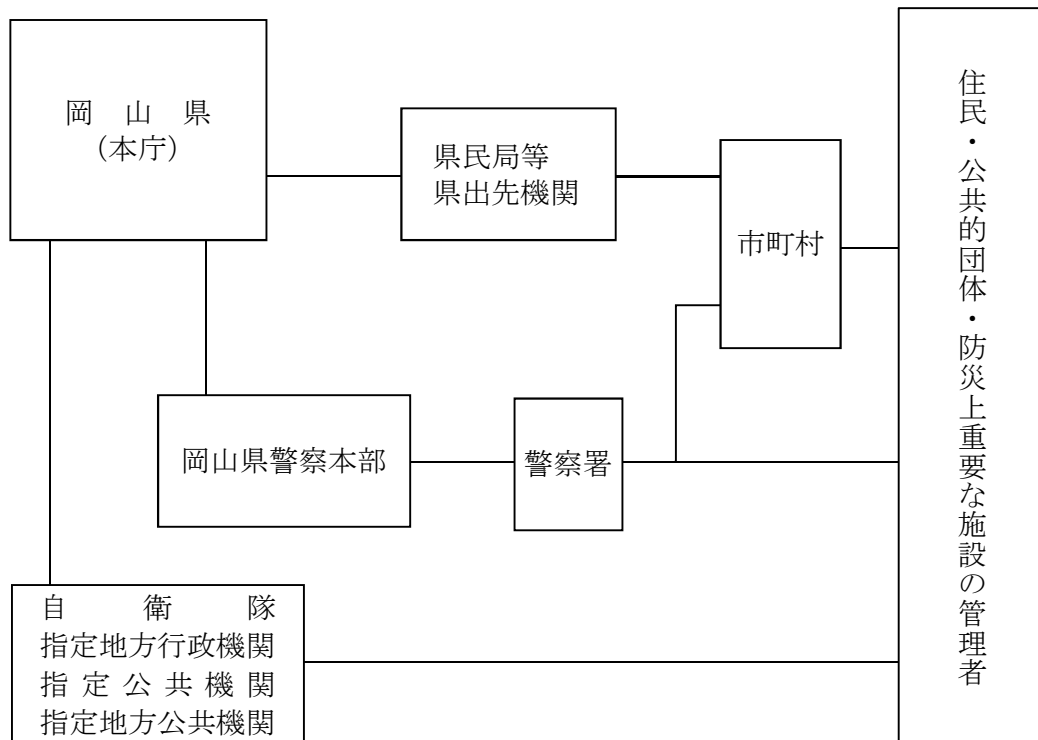 岡山県
(本庁)
県民局等
県出先機関
市町村
岡山県警察本部
警察署
自衛隊
指定地方行政機関
指定公共機関
指定地方公共機関
住民・公共的団体・防災上重要な施設の管理者